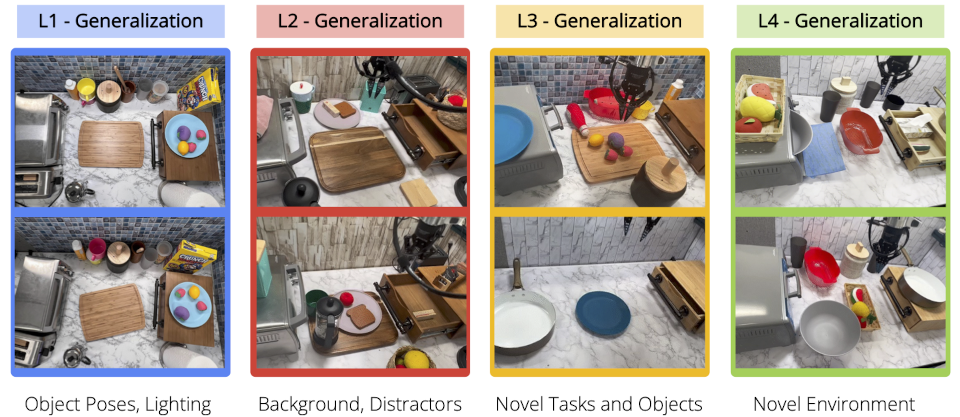 L1 - Generalization
L2 - Generalization
L3 - Generalization
L4 - Generalization
Object Poses, Lighting
Background, Distractors
Novel Tasks and Objects
Novel Environment